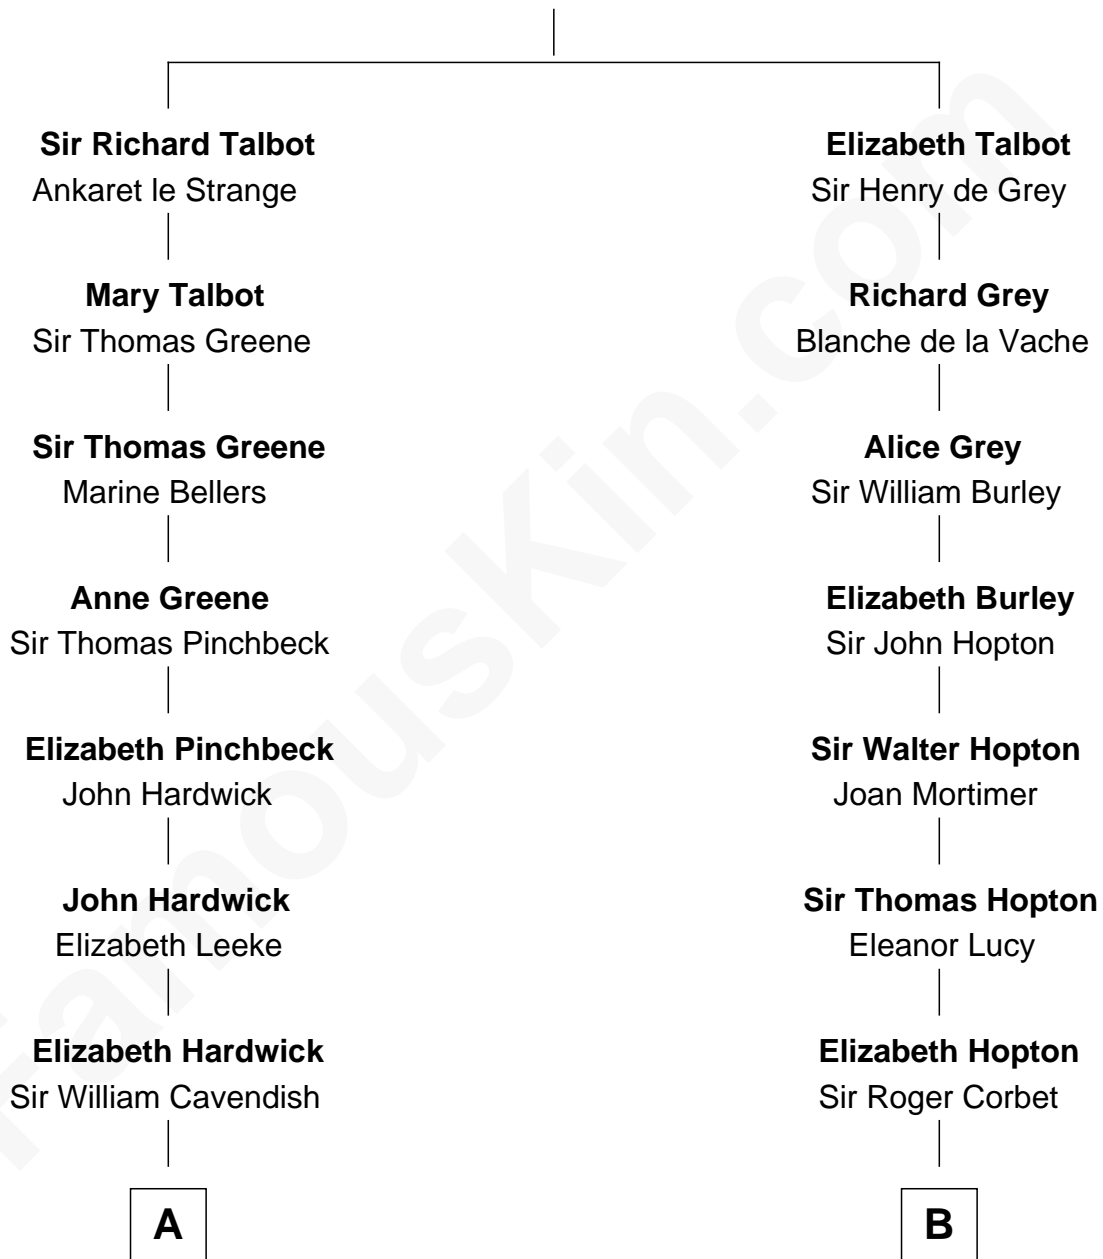 Sir Richard Talbot
Ankaret le Strange
Mary Talbot
Sir Thomas Greene
Sir Thomas Greene
Marine Bellers
Anne Greene
Sir Thomas Pinchbeck
Elizabeth Pinchbeck
John Hardwick
John Hardwick
Elizabeth Leeke
Elizabeth Hardwick
Sir William Cavendish
A
Elizabeth Talbot
Sir Henry de Grey
Richard Grey
Blanche de la Vache
Alice Grey
Sir William Burley
Elizabeth Burley
Sir John Hopton
Sir Walter Hopton
Joan Mortimer
Sir Thomas Hopton
Eleanor Lucy
Elizabeth Hopton
Sir Roger Corbet
B
FamousKin.com